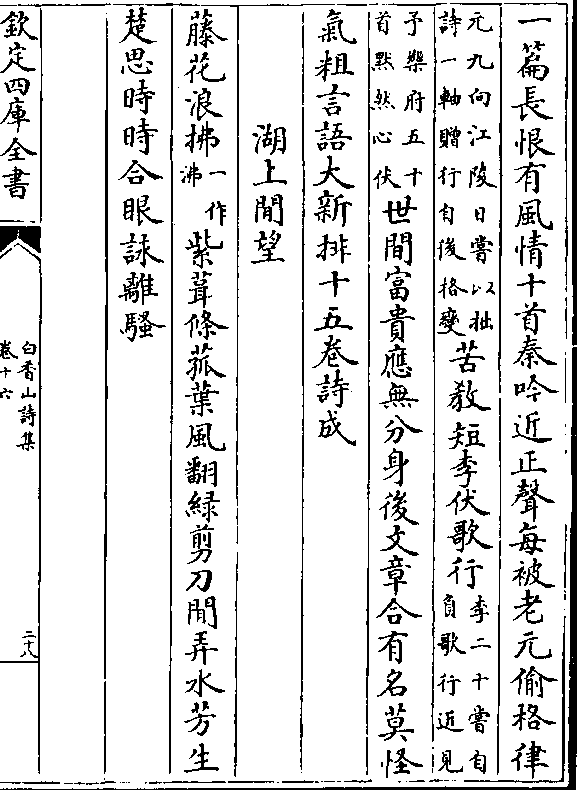 一篇長恨有風情十首秦吟近正聲每被老元偷格律
元九向江陵日嘗以拙
詩一軸贈行自後格變
苦教短李伏歌行
李二十嘗自
負歌行近見
予樂府五十
首默然心伏
世間富貴應無分身後文章合有名莫怪
氣粗言語大新排十五卷詩成
湖上閒望
藤花浪拂
一作
沸
紫茸條菰葉風翻綠剪刀閒弄水芳生
楚思時時合眼詠離騷
欽定四庫全書
白香山詩集
卷十六
二八